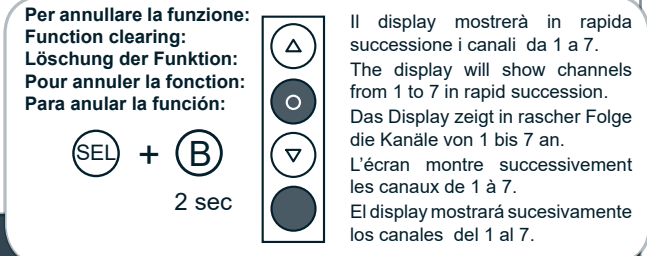 Per annullare la funzione:
Function clearing:
Löschung der Funktion:
Pour annuler la fonction:
Para anular la función:
SEL + B
2 sec
Il display mostrerà in rapida
successione i canali da 1 a 7.
The display will show channels
from 1 to 7 in rapid succession.
Das Display zeigt in rascher Folge
die Kanäle von 1 bis 7 an.
L'écran montre successivement
les canaux de 1 à 7.
El display mostrará sucesivamente
los canales del 1 al 7.